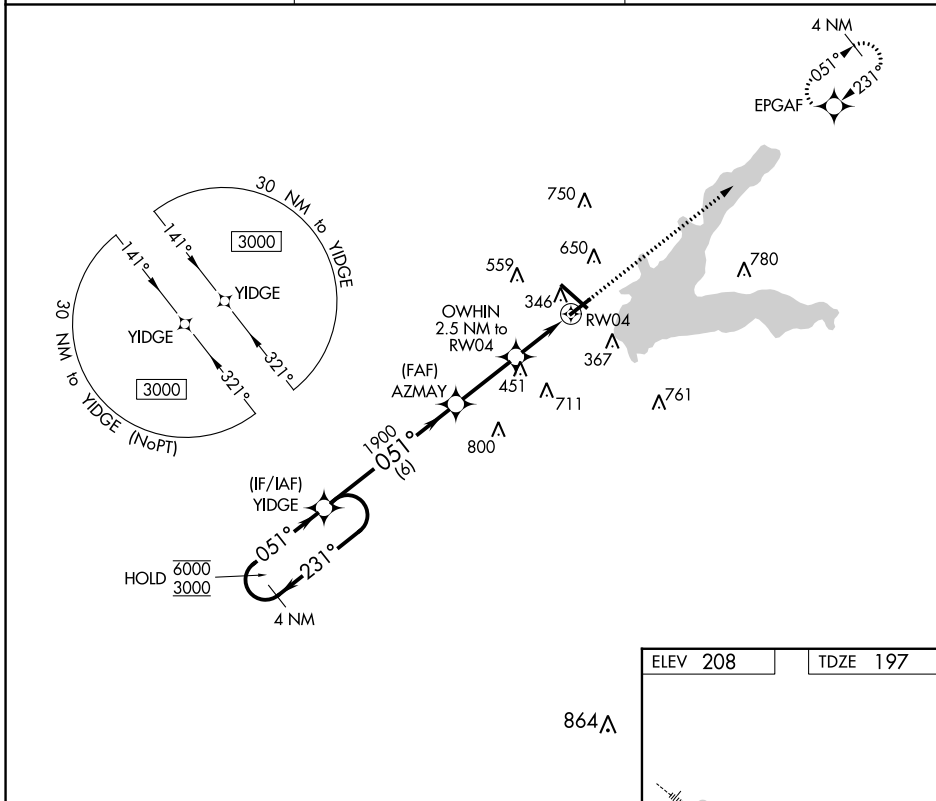 4 NM
051°
231°
EPGAF
30 NM to YIDGE
141°
3000
YIDGE
321°
141°
YIDGE
3000
321°
30 NM to YIDGE (NoPT)
750
650
559
780
346
OWHIN
2.5 NM to
RW04
RW04
367
451
(FAF)
AZMAY
711
761
800
1900
051°
(6)
(IF/IAF)
YIDGE
051°
231°
HOLD
6000
3000
4 NM
ELEV 208
TDZE 197
864